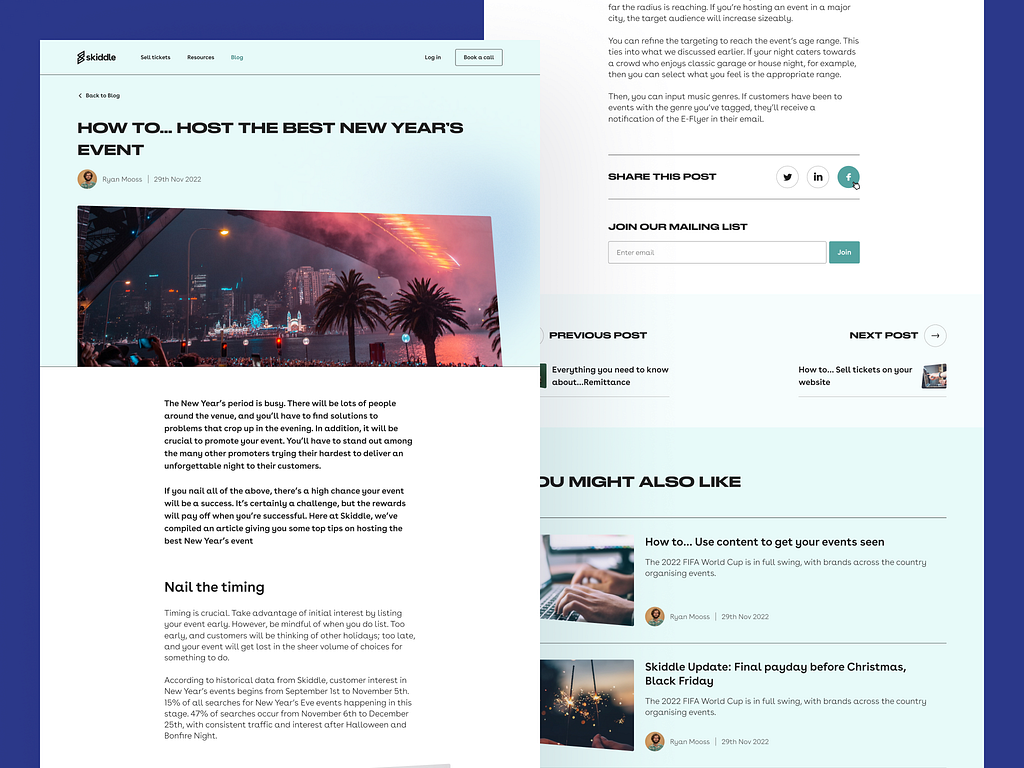 skiddle
Sell tickets
Resources
Blog
Log in
Book a call
Back to Blog
HOW TO... HOST THE BEST NEW YEAR'S
EVENT
Ryan Mooss | 29th Nov 2022
The New Year's period is busy. There will be lots of people
around the venue, and you'll have to find solutions to
problems that crop up in the evening. In addition, it will be
crucial to promote your event. You'll have to stand out among
the many other promoters trying their hardest to deliver an
unforgettable night to their customers.
If you nail all of the above, there's a high chance your event
will be a success. It's certainly a challenge, but the rewards
will pay off when you're successful. Here at Skiddle, we've
compiled an article giving you some top tips on hosting the
best New Year's event
Nail the timing
Timing is crucial. Take advantage of initial interest by listing
your event early. However, be mindful of when you do list. Too
early, and customers will be thinking of other holidays; too late,
and your event will get lost in the sheer volume of choices for
something to do.
According to historical data from Skiddle, customer interest in
New Year's events begins from September 1st to November 5th.
15% of all searches for New Year's Eve events happening in this
stage. 47% of searches occur from November 6th to December
25th, with consistent traffic and interest after Halloween and
Bonfire Night.
far the radius is reaching. If you're hosting an event in a major
city, the target audience will increase sizeably.
You can refine the targeting to reach the event's age range. This
ties into what we discussed earlier. If your night caters towards
a crowd who enjoys classic garage or house night, for example,
then you can select what you feel is the appropriate range.
Then, you can input music genres. If customers have been to
events with the genre you've tagged, they'll receive a
notification of the E-Flyer in their email.
SHARE THIS POST
in
f
JOIN OUR MAILING LIST
Enter email
Join
PREVIOUS POST
Everything you need to know
about...Remittance
NEXT POST
How to... Sell tickets on your
website
OU MIGHT ALSO LIKE
How to... Use content to get your events seen
The 2022 FIFA World Cup is in full swing, with brands across the country
organising events.
Ryan Mooss | 29th Nov 2022
Skiddle Update: Final payday before Christmas,
Black Friday
The 2022 FIFA World Cup is in full swing, with brands across the country
organising events.
Ryan Mooss | 29th Nov 2022